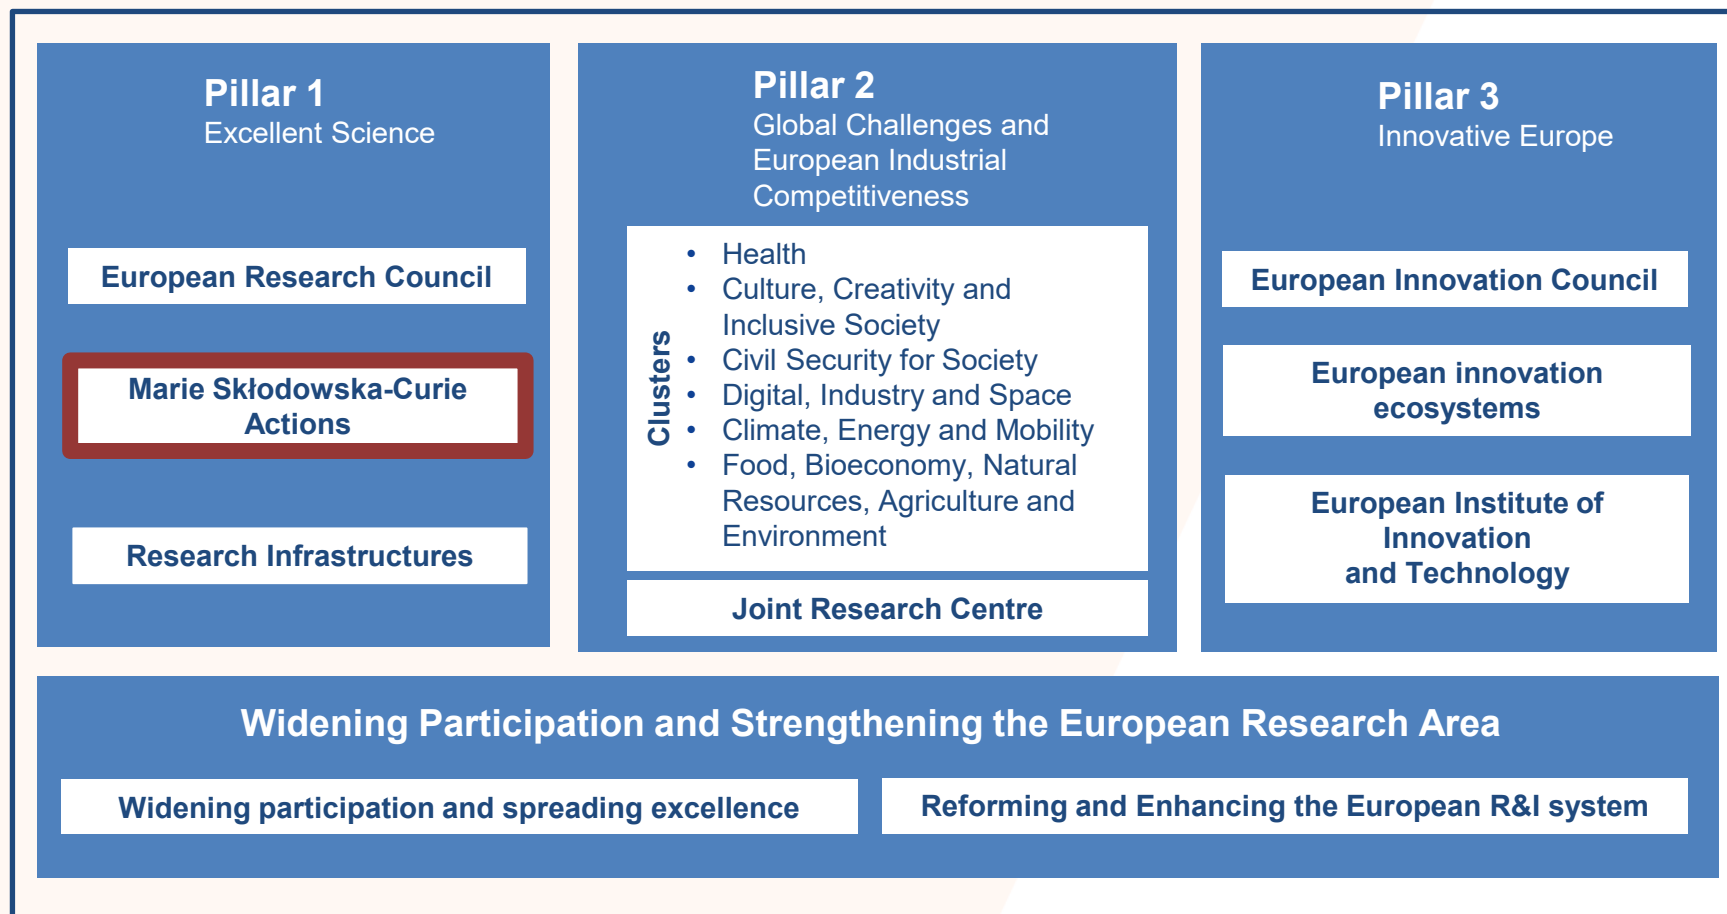 Pillar 1
Excellent Science
European Research Council
Marie Skłodowska-Curie
Actions
Research Infrastructures
Pillar 2
Global Challenges and
European Industrial
Competitiveness
Clusters
• Health
• Culture, Creativity and
Inclusive Society
• Civil Security for Society
• Digital, Industry and Space
• Climate, Energy and Mobility
• Food, Bioeconomy, Natural
Resources, Agriculture and
Environment
Joint Research Centre
Pillar 3
Innovative Europe
European Innovation Council
European innovation
ecosystems
European Institute of
Innovation
and Technology
Widening Participation and Strengthening the European Research Area
Widening participation and spreading excellence
Reforming and Enhancing the European R&I system